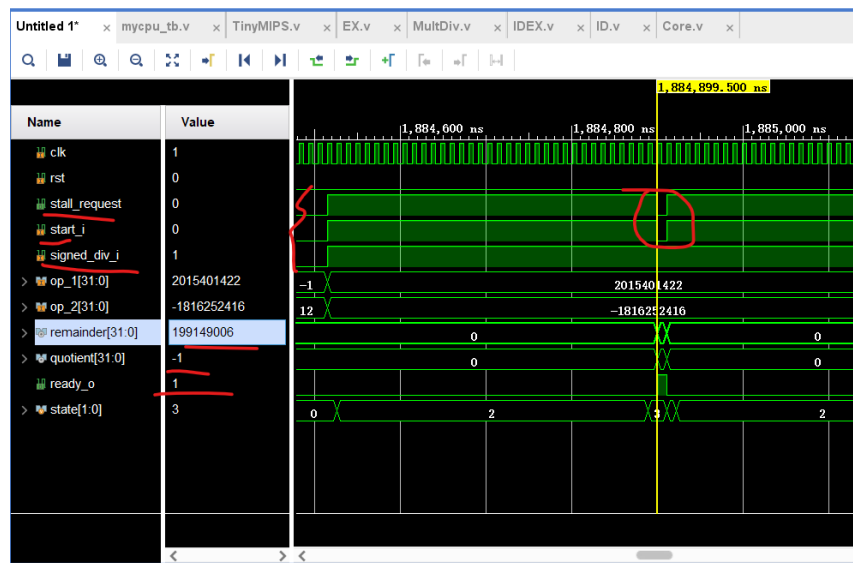 Untitled 1* × mycpu_tb.v × TinyMIPS.v × EX.v × MultDiv.v × IDEX.v × ID.v × Core.v ×
1,884,899.500 ns
Name Value
1,884,600 ns 1,884,800 ns 1,885,000 ns
clk 1
rst 0
stall_request 0
start_i 0
signed_div_i 1
> op_1[31:0] 2015401422 -1 2015401422
> op_2[31:0] -1816252416 12 -1816252416
> remainder[31:0] 199149006 0 0
> quotient[31:0] -1 0 0
ready_o 1
> state[1:0] 3 0 2 3 2